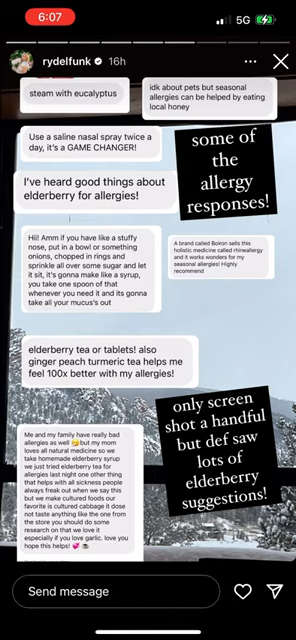 6:07
5G
rydelfunk 16h
steam with eucalyptus
idk about pets but seasonal
allergies can be helped by eating
local honey
Use a saline nasal spray twice a
day, it's a GAME CHANGER!
some of
the
allergy
responses!
I've heard good things about
elderberry for allergies!
Hii! Amm if you have like a stuffy
nose, put in a bowl or something
onions, chopped in rings and
sprinkle all over some sugar and let
it sit, it's gonna make like a syrup,
you take one spoon of that
whenever you need it and its gonna
take all your mucus's out
A brand called Boiron sells this
holistic medicine called rhineallergy
and it works wonders for my
seasonal allergies! Highly
recommend
elderberry tea or tablets! also
ginger peach turmeric tea helps me
feel 100x better with my allergies!
only screen
shot a handful
but def saw
lots of
elderberry
suggestions!
Me and my family have really bad
allergies as well 🤧but my mom
loves all natural medicine so we
take homemade elderberry syrup
we just tried elderberry tea for
allergies last night one other thing
that helps with all sickness people
always freak out when we say this
but we make cultured foods our
favorite is cultured cabbage it dose
not taste anything like the one from
the story you should do some
research on that we love it
especially if you love garlic. love you
hope this helps! 💞
Send message